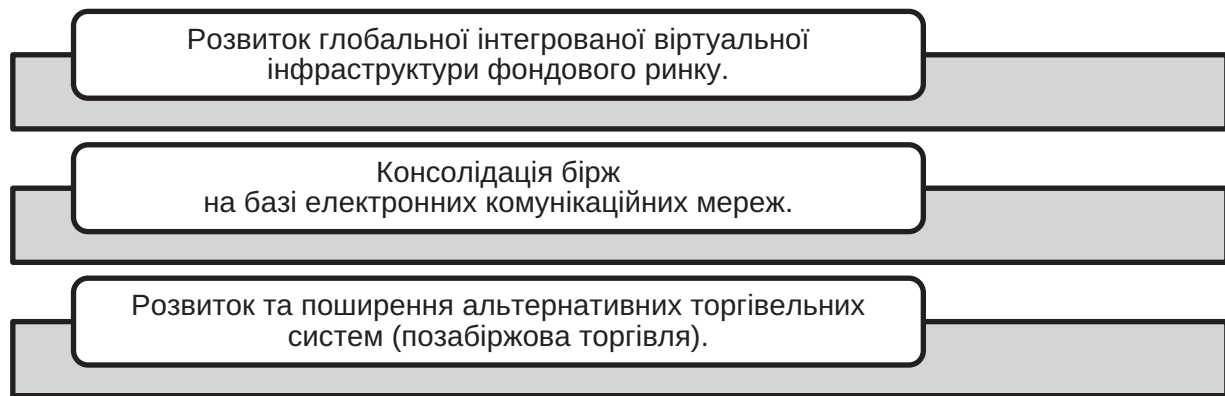 Розвиток глобальної інтегрованої віртуальної
інфраструктури фондового ринку.
Консолідація бірж
на базі електронних комунікаційних мереж.
Розвиток та поширення альтернативних торгівельних
систем (позабіржова торгівля).